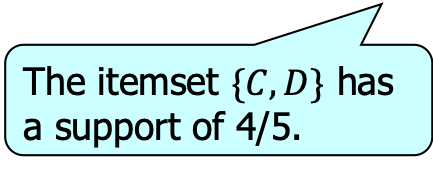 The itemset {C, D} has
a support of 4/5.